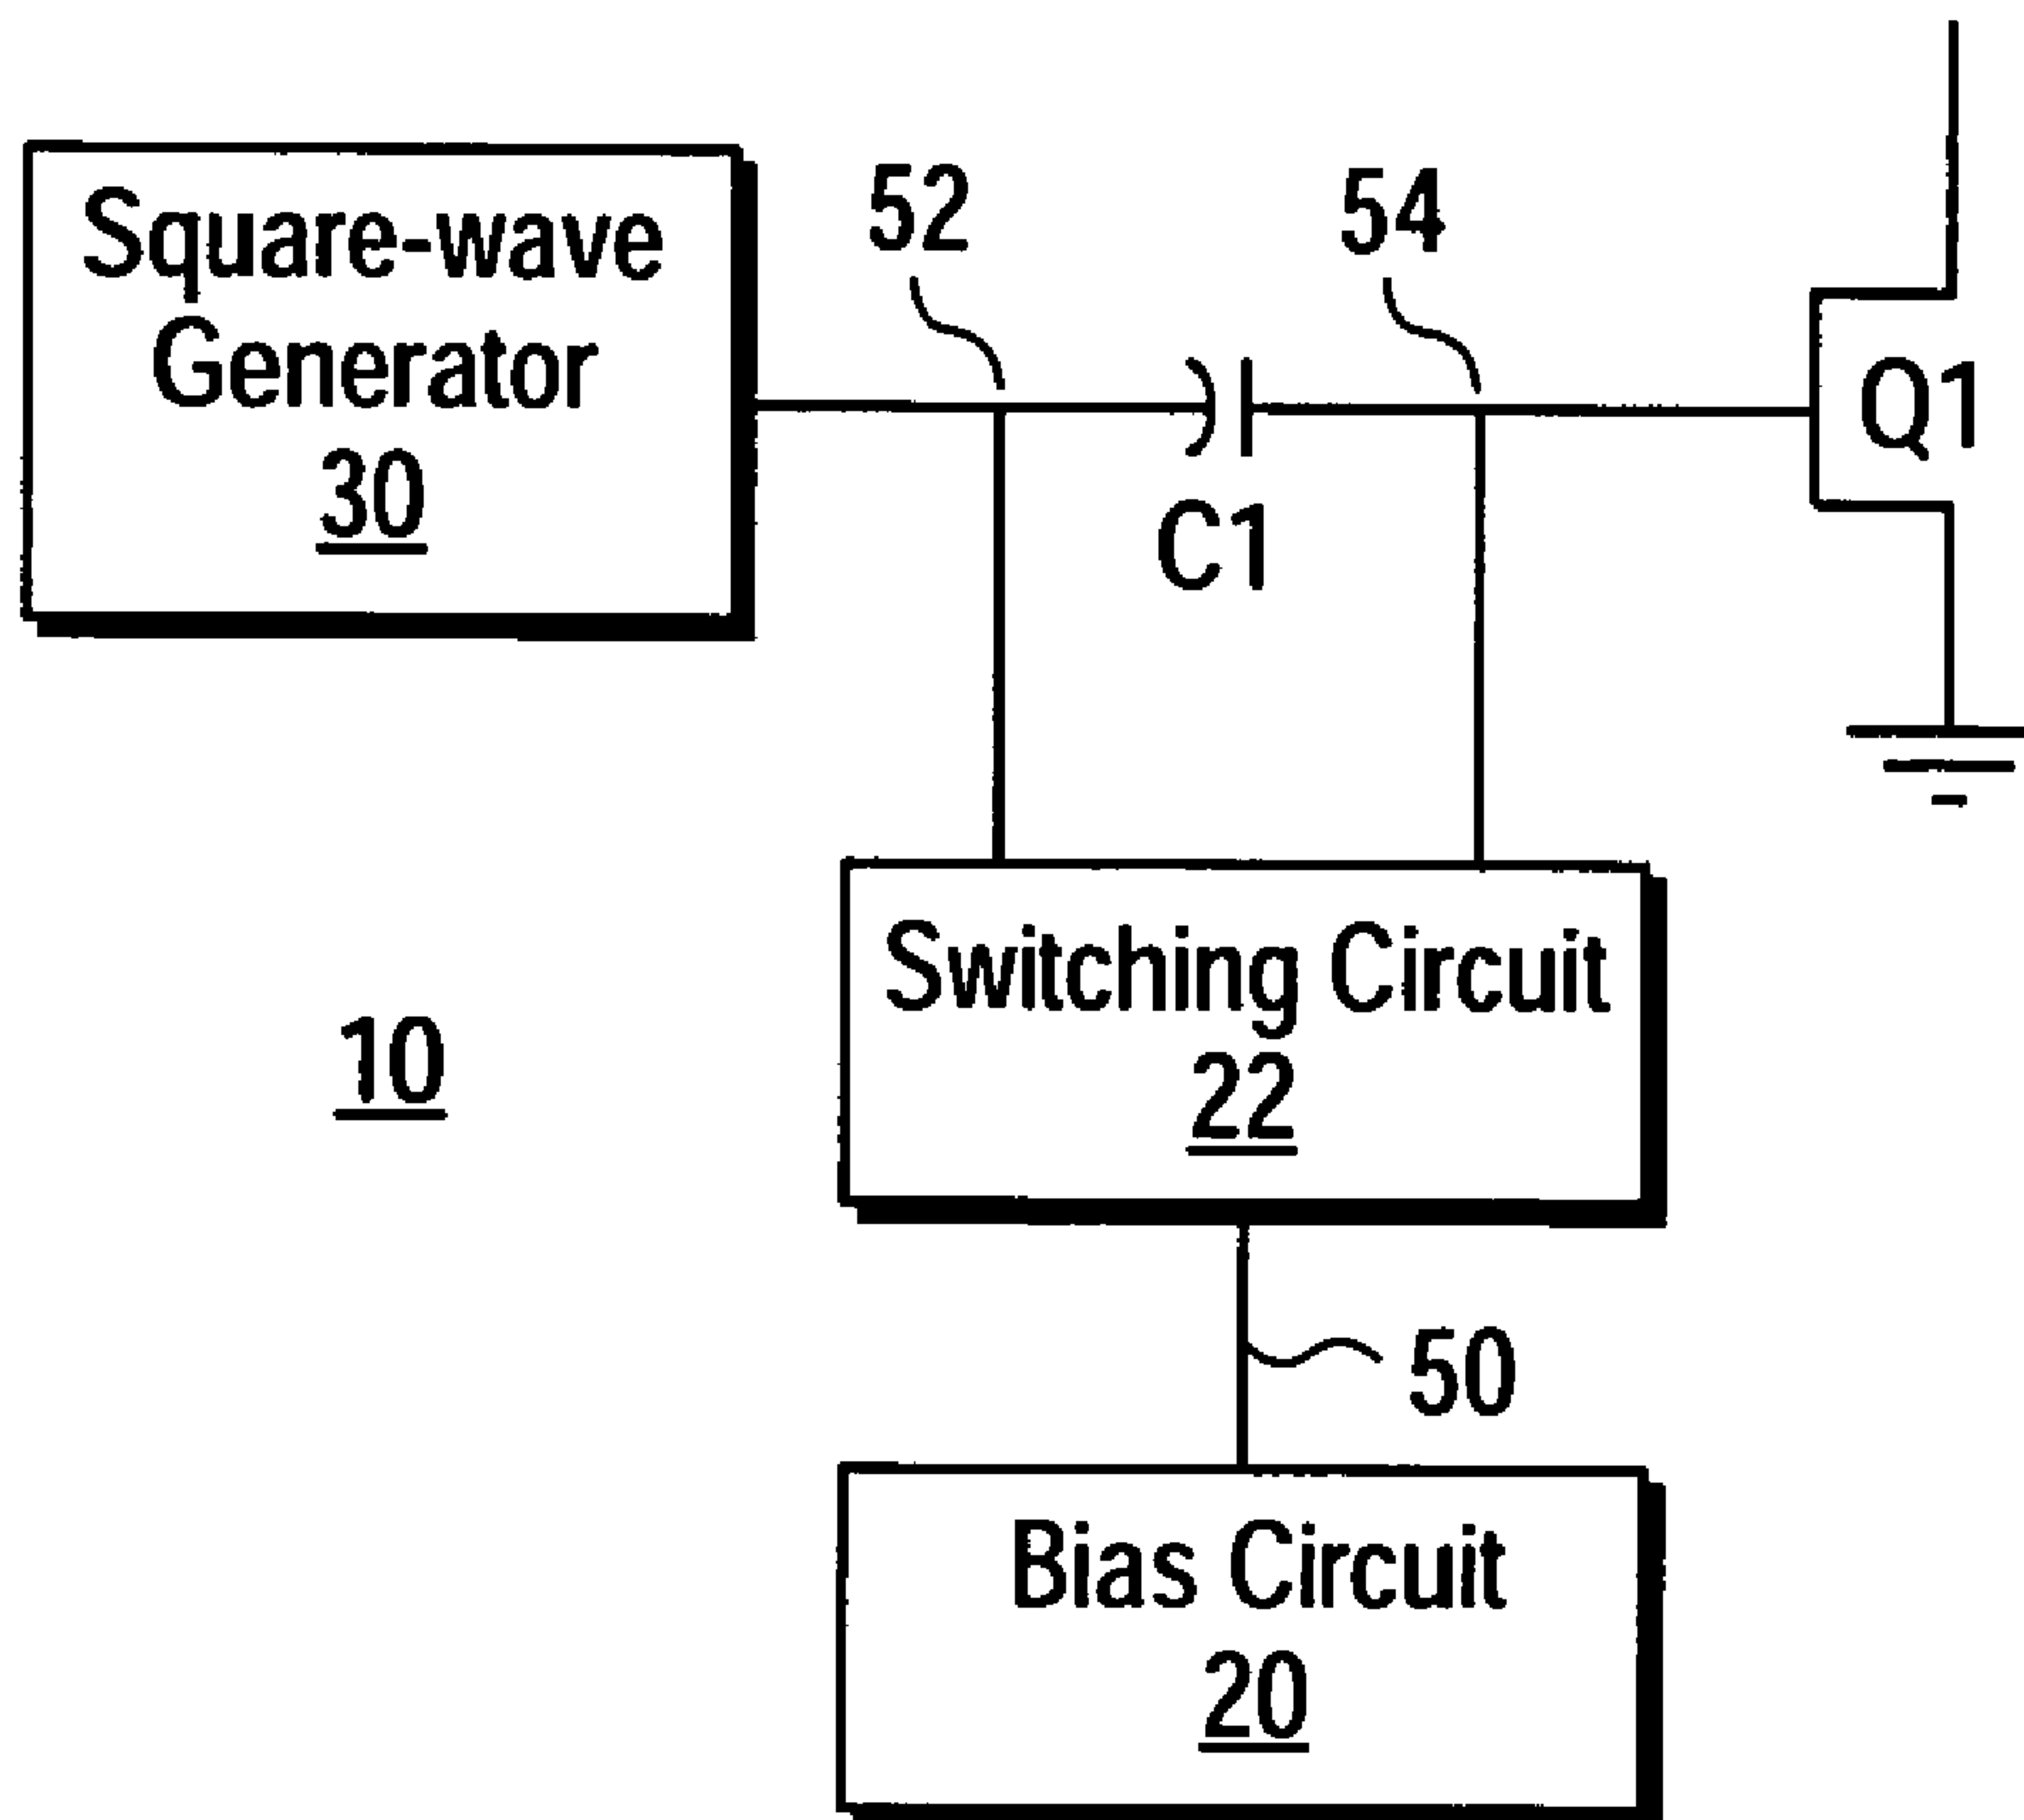 Square-wave
Generator
30
52
54
Q1
C1
Switching Circuit
22
10
50
Bias Circuit
20